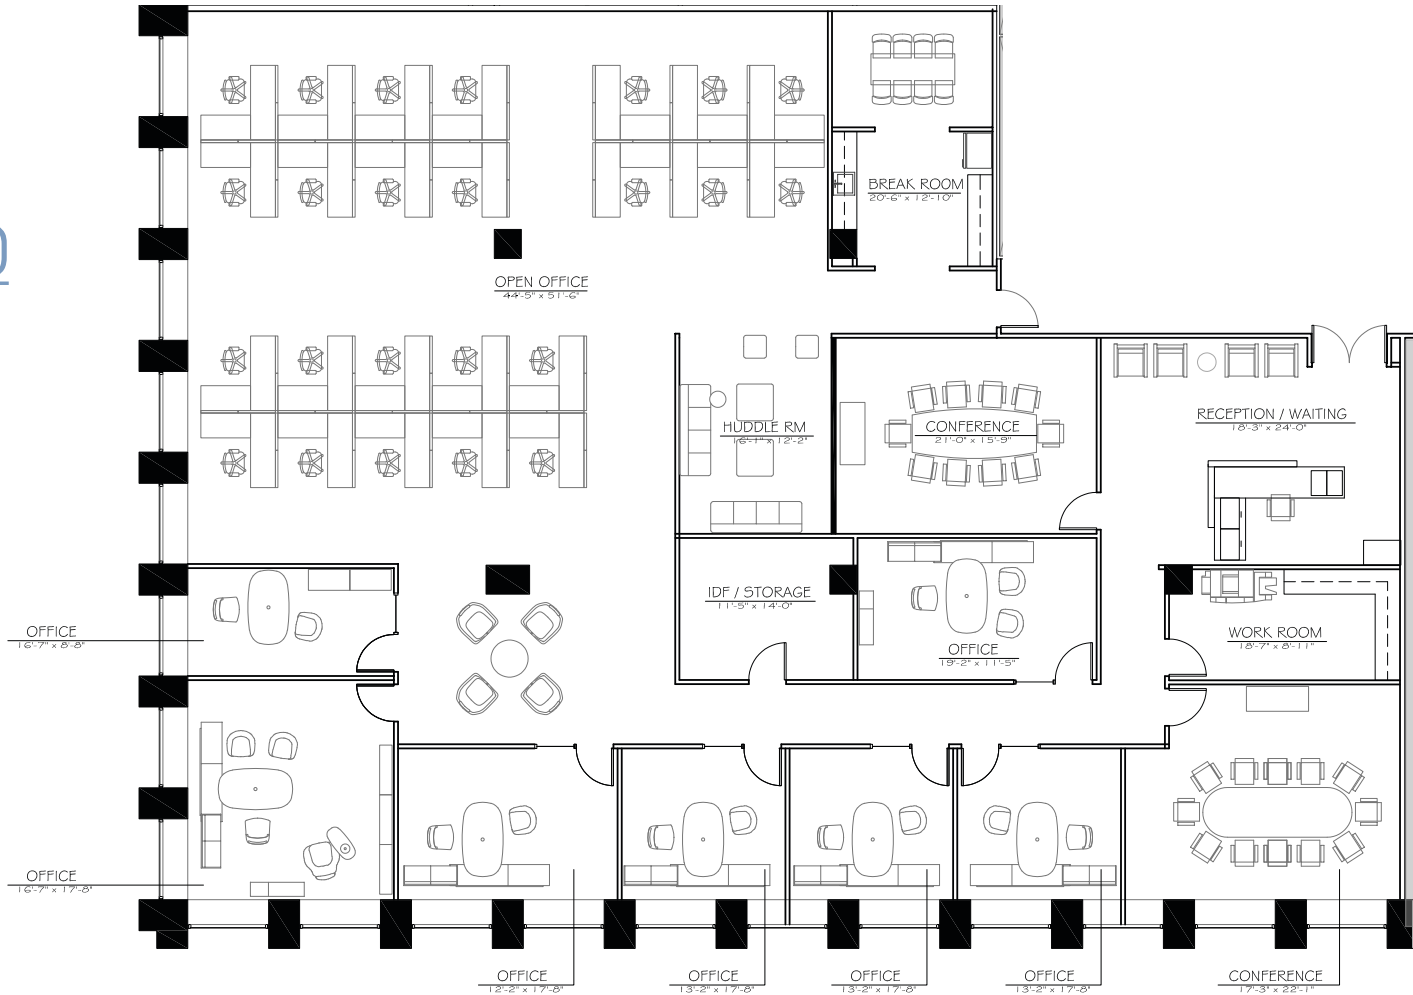 BREAK ROOM
20'-6" x 12'-10"
OPEN OFFICE
44'-5" x 51'-6"
HUDDLE RM
16'-1" x 12'-2"
CONFERENCE
21'-0" x 15'-9"
RECEPTION / WAITING
18'-3" x 24'-0"
IDF / STORAGE
11'-5" x 14'-0"
OFFICE
19'-2" x 11'-5"
WORK ROOM
18'-7" x 8'-11"
OFFICE
16'-7" x 8'-8"
OFFICE
16'-7" x 17'-8"
OFFICE
12'-2" x 17'-8"
OFFICE
13'-2" x 17'-8"
OFFICE
13'-2" x 17'-8"
OFFICE
13'-2" x 17'-8"
CONFERENCE
17'-3" x 22'-1"